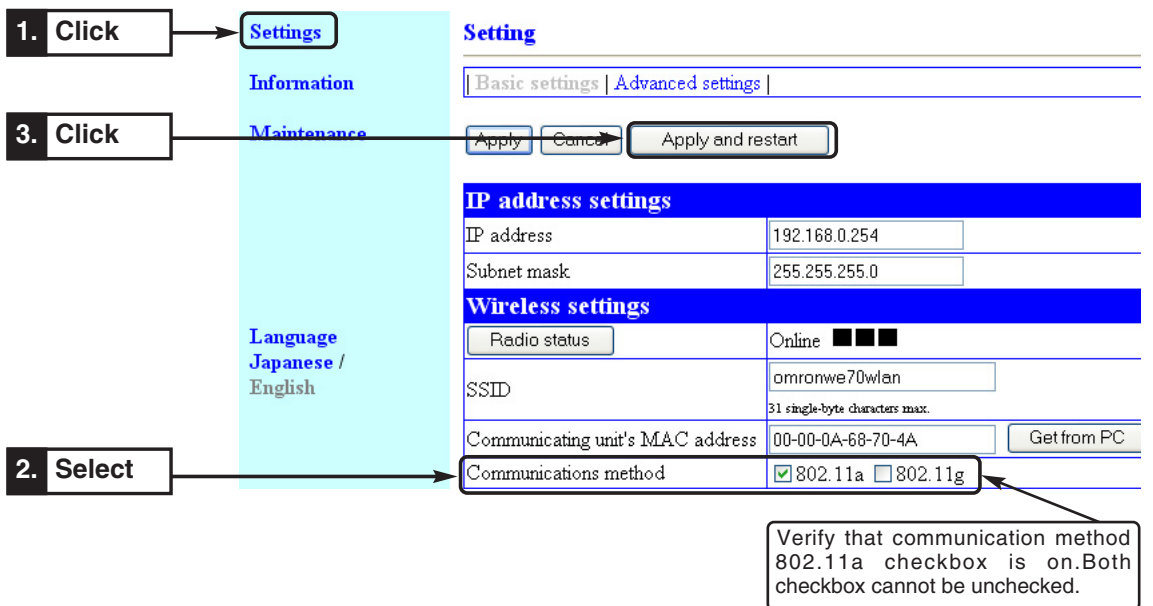 1. Click
Settings
Setting
Information
| Basic settings | Advanced settings |
3. Click
Maintenance
Apply Cancel Apply and restart
IP address settings
IP address 192.168.0.254
Subnet mask 255.255.255.0
Wireless settings
Language
Japanese /
English
Radio status Online
SSID omronwe70wlan
31 single-byte characters max.
Communicating unit's MAC address 00-00-0A-68-70-4A Get from PC
2. Select
Communications method 802.11a 802.11g
Verify that communication method
802.11a checkbox is on.Both
checkbox cannot be unchecked.